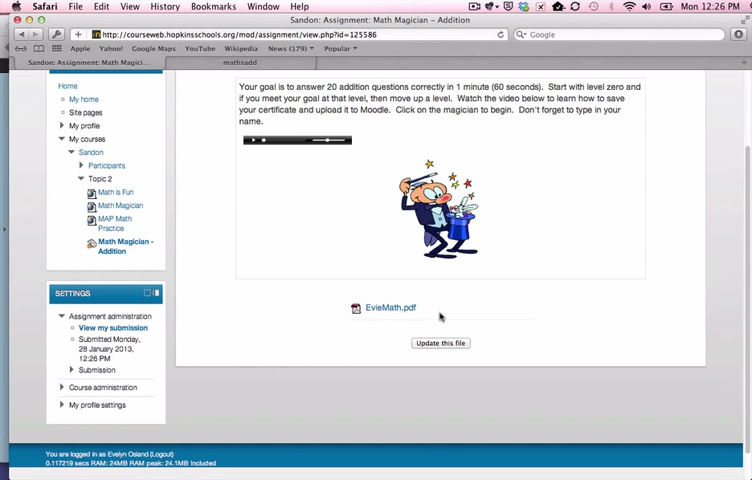 Safari File Edit View History Bookmarks Window Help Mon 12:26 PM
Sandon: Assignment: Math Magician - Addition
http://courseweb.hopkinsschools.org/mod/assignment/view.php?id=125586 Google
Apple Yahoo! Google Maps YouTube Wikipedia News (179) Popular
Sandon: Assignment: Math Magici... mathsadd
Home
My home
Site pages
My profile
My courses
Sandon
Participants
Topic 2
Math is Fun
Math Magician
MAP Math
Practice
Math Magician -
Addition
Your goal is to answer 20 addition questions correctly in 1 minute (60 seconds). Start with level zero and
if you meet your goal at that level, then move up a level. Watch the video below to learn how to save
your certificate and upload it to Moodle. Click on the magician to begin. Don't forget to type in your
name.
EvieMath.pdf
Update this file
SETTINGS
Assignment administration
View my submission
Submitted Monday,
28 January 2013,
12:26 PM
Submission
Course administration
My profile settings
You are logged in as Evelyn Osland (Logout)
0.117219 secs RAM: 24MB RAM peak: 24.1MB Included